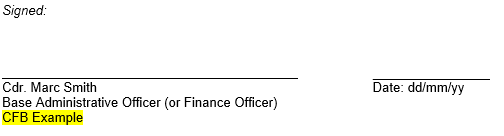 Signed:
Cdr. Marc Smith
Date: dd/mm/yy
Base Administrative Officer (or Finance Officer)
CFB Example